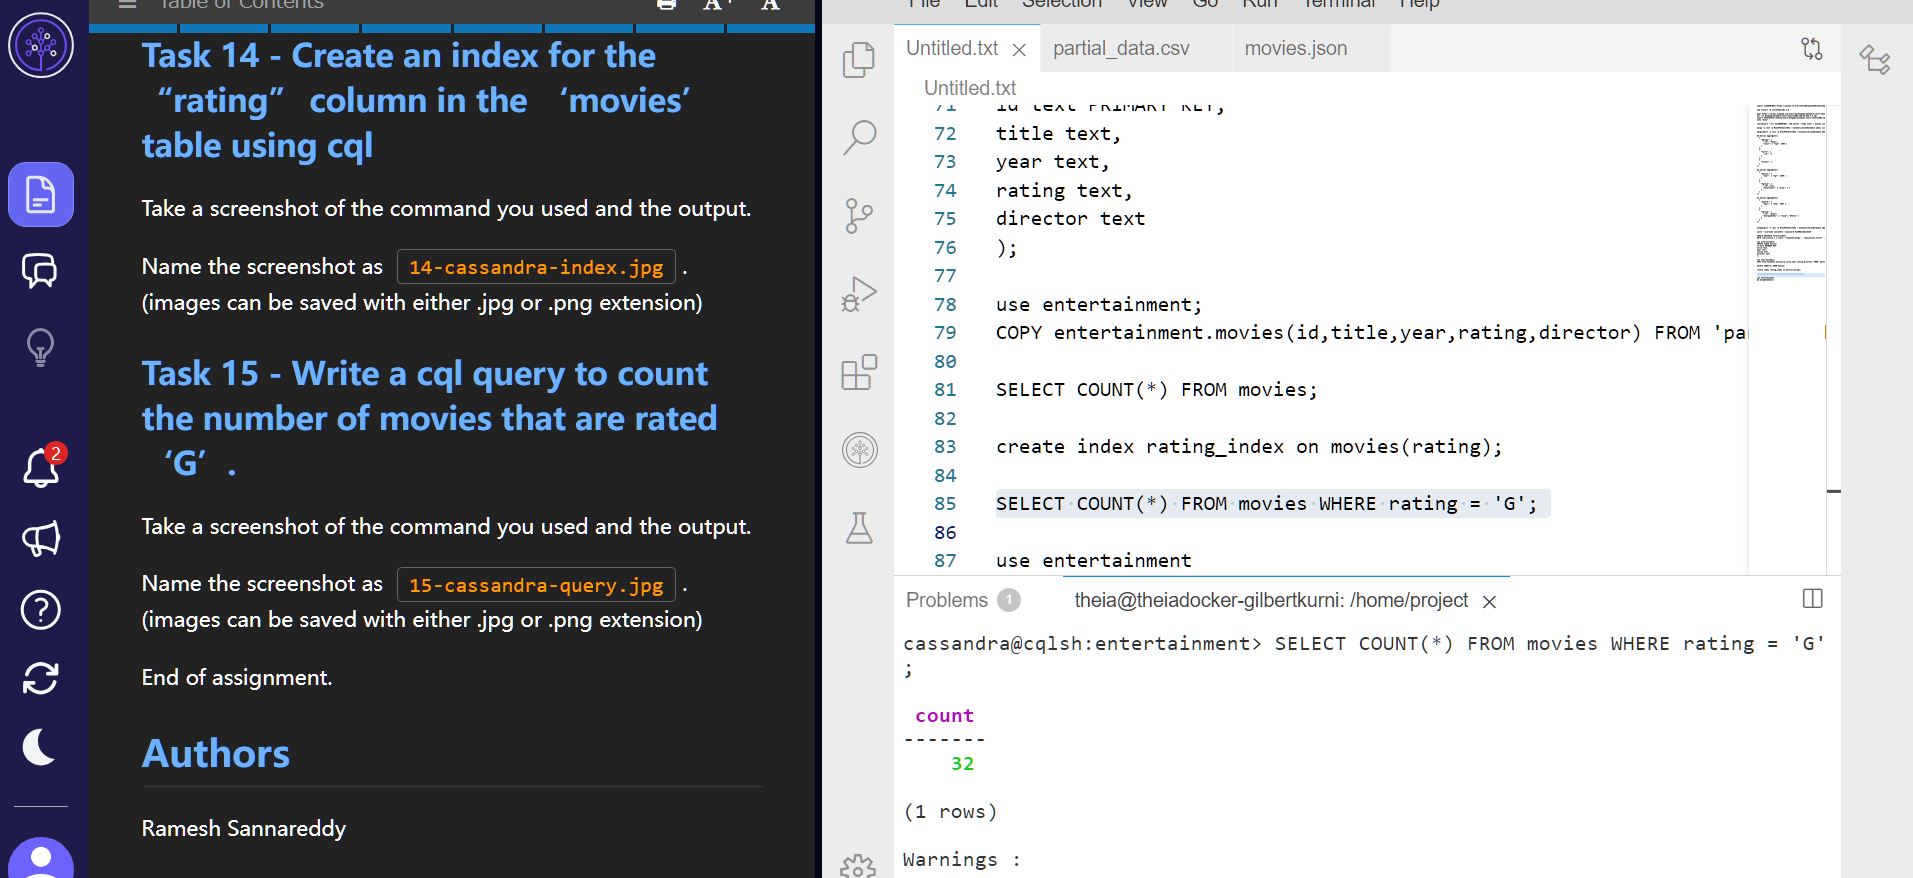 Table of Contents
Task 14 - Create an index for the
“rating” column in the ‘movies’
table using cql
Take a screenshot of the command you used and the output.
Name the screenshot as 14-cassandra-index.jpg .
(images can be saved with either .jpg or .png extension)
Task 15 - Write a cql query to count
the number of movies that are rated
‘G’ .
Take a screenshot of the command you used and the output.
Name the screenshot as 15-cassandra-query.jpg .
(images can be saved with either .jpg or .png extension)
End of assignment.
Authors
Ramesh Sannareddy
2
File Edit Selection View Go Run Terminal Help
Untitled.txt partial_data.csv movies.json
Untitled.txt
71 id text PRIMARY KEY,
72 title text,
73 year text,
74 rating text,
75 director text
76 );
77
78 use entertainment;
79 COPY entertainment.movies(id,title,year,rating,director) FROM 'pa
80
81 SELECT COUNT(*) FROM movies;
82
83 create index rating_index on movies(rating);
84
85 SELECT COUNT(*) FROM movies WHERE rating = 'G';
86
87 use entertainment
Problems 1 theia@theiadocker-gilbertkurni: /home/project
cassandra@cqlsh:entertainment> SELECT COUNT(*) FROM movies WHERE rating = 'G'
;
count
-------
32
(1 rows)
Warnings :